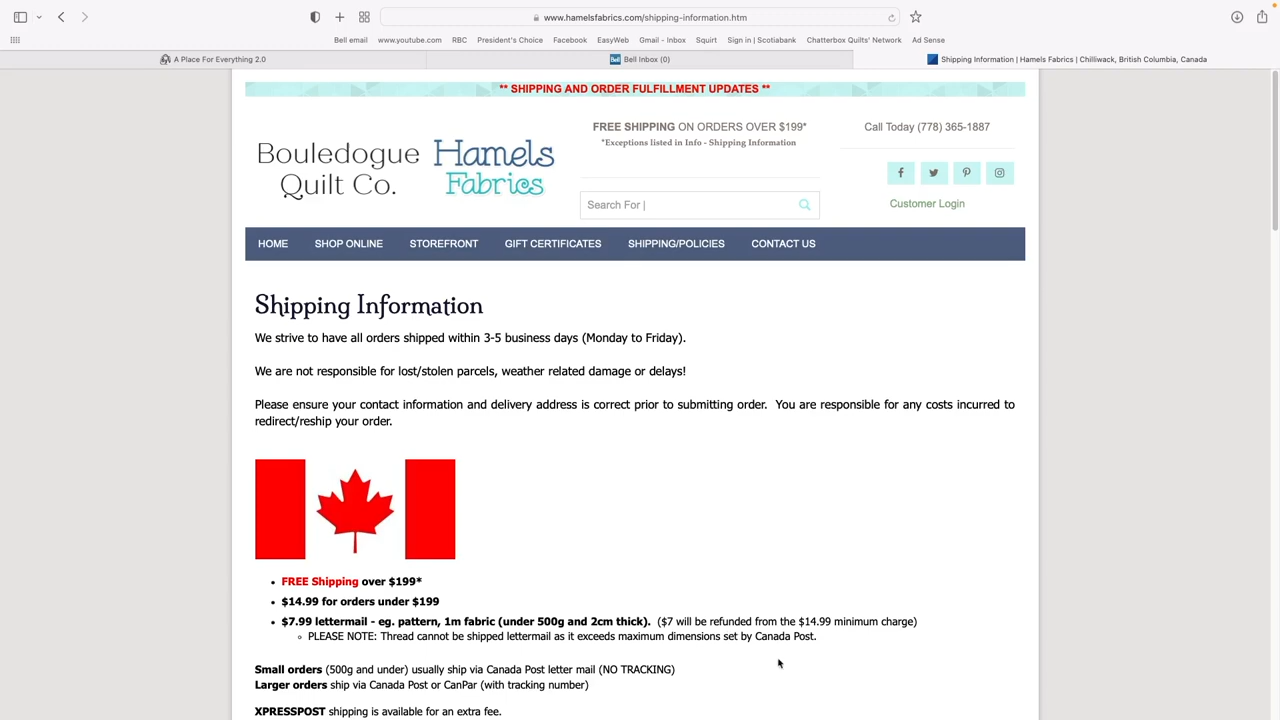 www.hamelsfabrics.com/shipping-information.htm
Bell email www.youtube.com RBC President's Choice Facebook EasyWeb Gmail - Inbox Squirt Sign in | Scotiabank Chatterbox Quilts' Network Ad Sense
A Place For Everything 2.0
Bell Bell Inbox (0)
Shipping Information | Hamels Fabrics | Chilliwack, British Columbia, Canada
** SHIPPING AND ORDER FULFILLMENT UPDATES **
Bouledogue
Quilt Co.
Hamels
Fabrics
FREE SHIPPING ON ORDERS OVER $199*
*Exceptions listed in Info - Shipping Information
Search For |
Call Today (778) 365-1887
Customer Login
HOME SHOP ONLINE STOREFRONT GIFT CERTIFICATES SHIPPING/POLICIES CONTACT US
Shipping Information
We strive to have all orders shipped within 3-5 business days (Monday to Friday).
We are not responsible for lost/stolen parcels, weather related damage or delays!
Please ensure your contact information and delivery address is correct prior to submitting order. You are responsible for any costs incurred to
redirect/reship your order.
• FREE Shipping over $199*
• $14.99 for orders under $199
• $7.99 lettermail - eg. pattern, 1m fabric (under 500g and 2cm thick). ($7 will be refunded from the $14.99 minimum charge)
◦ PLEASE NOTE: Thread cannot be shipped lettermail as it exceeds maximum dimensions set by Canada Post.
Small orders (500g and under) usually ship via Canada Post letter mail (NO TRACKING)
Larger orders ship via Canada Post or CanPar (with tracking number)
XPRESSPOST shipping is available for an extra fee.